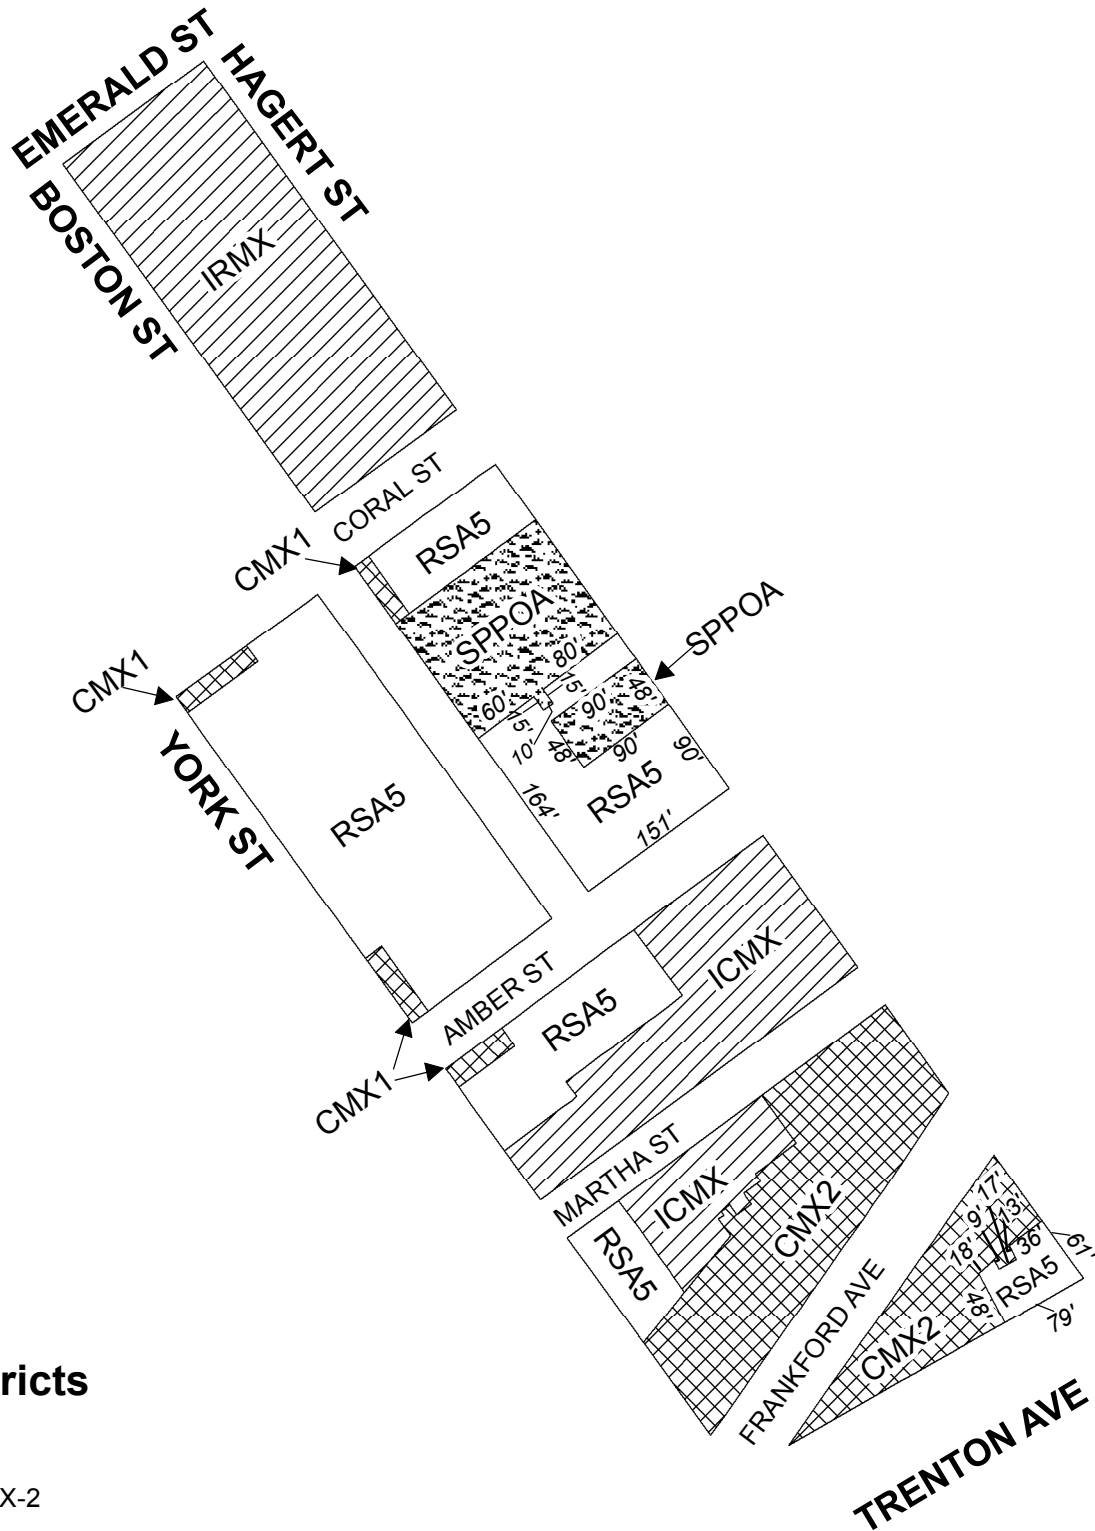 EMERALD ST
HAGERT ST
BOSTON ST
IRMX
CORAL ST
CMX1
RSA5
SPPOA
SPPOA
80'
15'
60'
15'
10'
90'
48'
48'
90'
90'
RSA5
164'
151'
CMX1
YORK ST
RSA5
AMBER ST
CMX1
RSA5
ICMX
MARTHA ST
ICMX
RSA5
CMX2
17'
9'
13'
18'
36'
61'
RSA5
48'
79'
CMX2
FRANKFORD AVE
TRENTON AVE
ricts
X-2